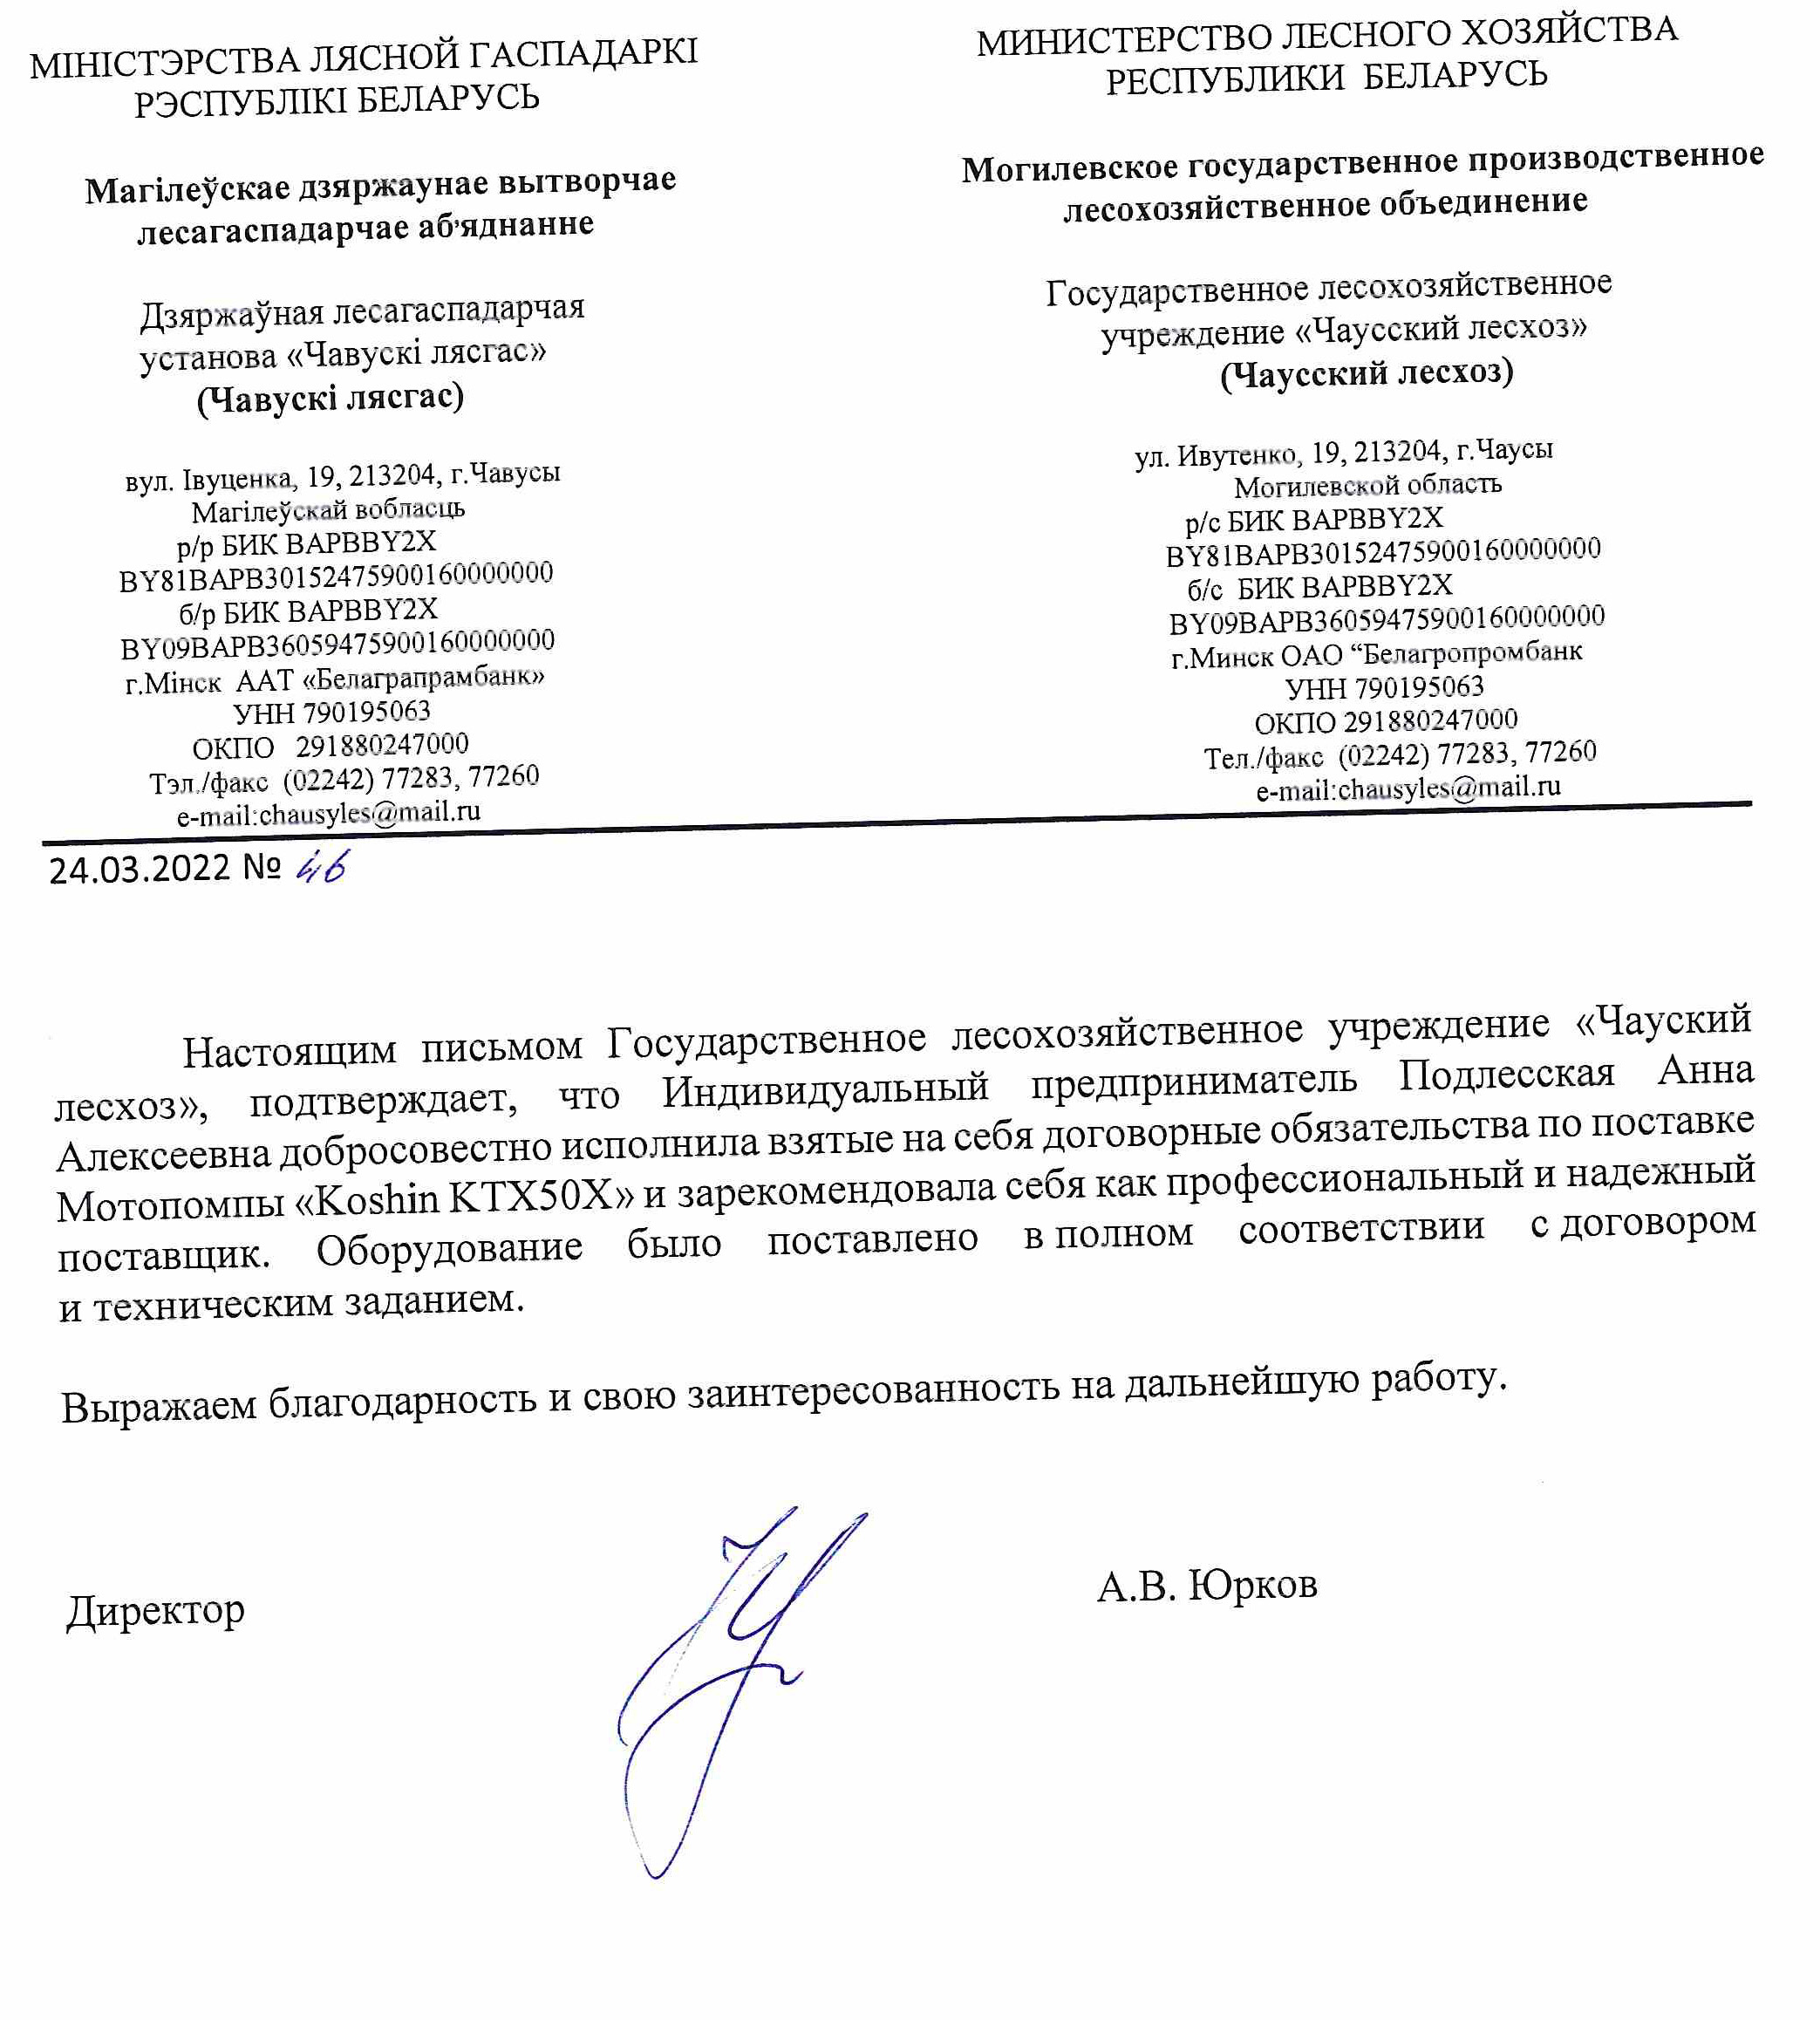 МІНІСТЭРСТВА ЛЯСНОЙ ГАСПАДАРКІ
РЭСПУБЛІКІ БЕЛАРУСЬ
Магілеўскае дзяржаунае вытворчае
лесагаспадарчае аб'яднанне
Дзяржаўная лесагаспадарчая
установа «Чавускі лясгас»
(Чавускі лясгас)
вул. Івуценка, 19, 213204, г.Чавусы
Магілеўскай вобласць
р/р БИК BAPBBY2X
BY81BAPB30152475900160000000
б/р БИК BAPBBY2X
BY09BAPB36059475900160000000
г.Мінск ААТ «Белаграпрамбанк»
УНН 790195063
ОКПО 291880247000
Тэл./факс (02242) 77283, 77260
e-mail:chausyles@mail.ru
МИНИСТЕРСТВО ЛЕСНОГО ХОЗЯЙСТВА
РЕСПУБЛИКИ БЕЛАРУСЬ
Могилевское государственное производственное
лесохозяйственное объединение
Государственное лесохозяйственное
учреждение «Чаусский лесхоз»
(Чаусский лесхоз)
ул. Ивутенко, 19, 213204, г.Чаусы
Могилевской область
р/с БИК BAPBBY2X
BY81BAPB30152475900160000000
б/с БИК BAPBBY2X
BY09BAPB36059475900160000000
г.Минск ОАО “Белагропромбанк
УНН 790195063
ОКПО 291880247000
Тел./факс (02242) 77283, 77260
e-mail:chausyles@mail.ru
24.03.2022 № 46
Настоящим письмом Государственное лесохозяйственное учреждение «Чауский
лесхоз», подтверждает, что Индивидуальный предприниматель Подлесская Анна
Алексеевна добросовестно исполнила взятые на себя договорные обязательства по поставке
Мотопомпы «Koshin KTX50X» и зарекомендовала себя как профессиональный и надежный
поставщик. Оборудование было поставлено в полном соответствии с договором
и техническим заданием.
Выражаем благодарность и свою заинтересованность на дальнейшую работу.
Директор А.В. Юрков